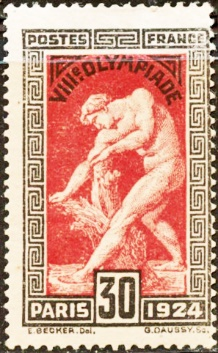 POSTES FRANCE
VIIIe OLYMPIADE
PARIS 30 1924
E.BECKER.Del. G.DAUSSY.Sc.